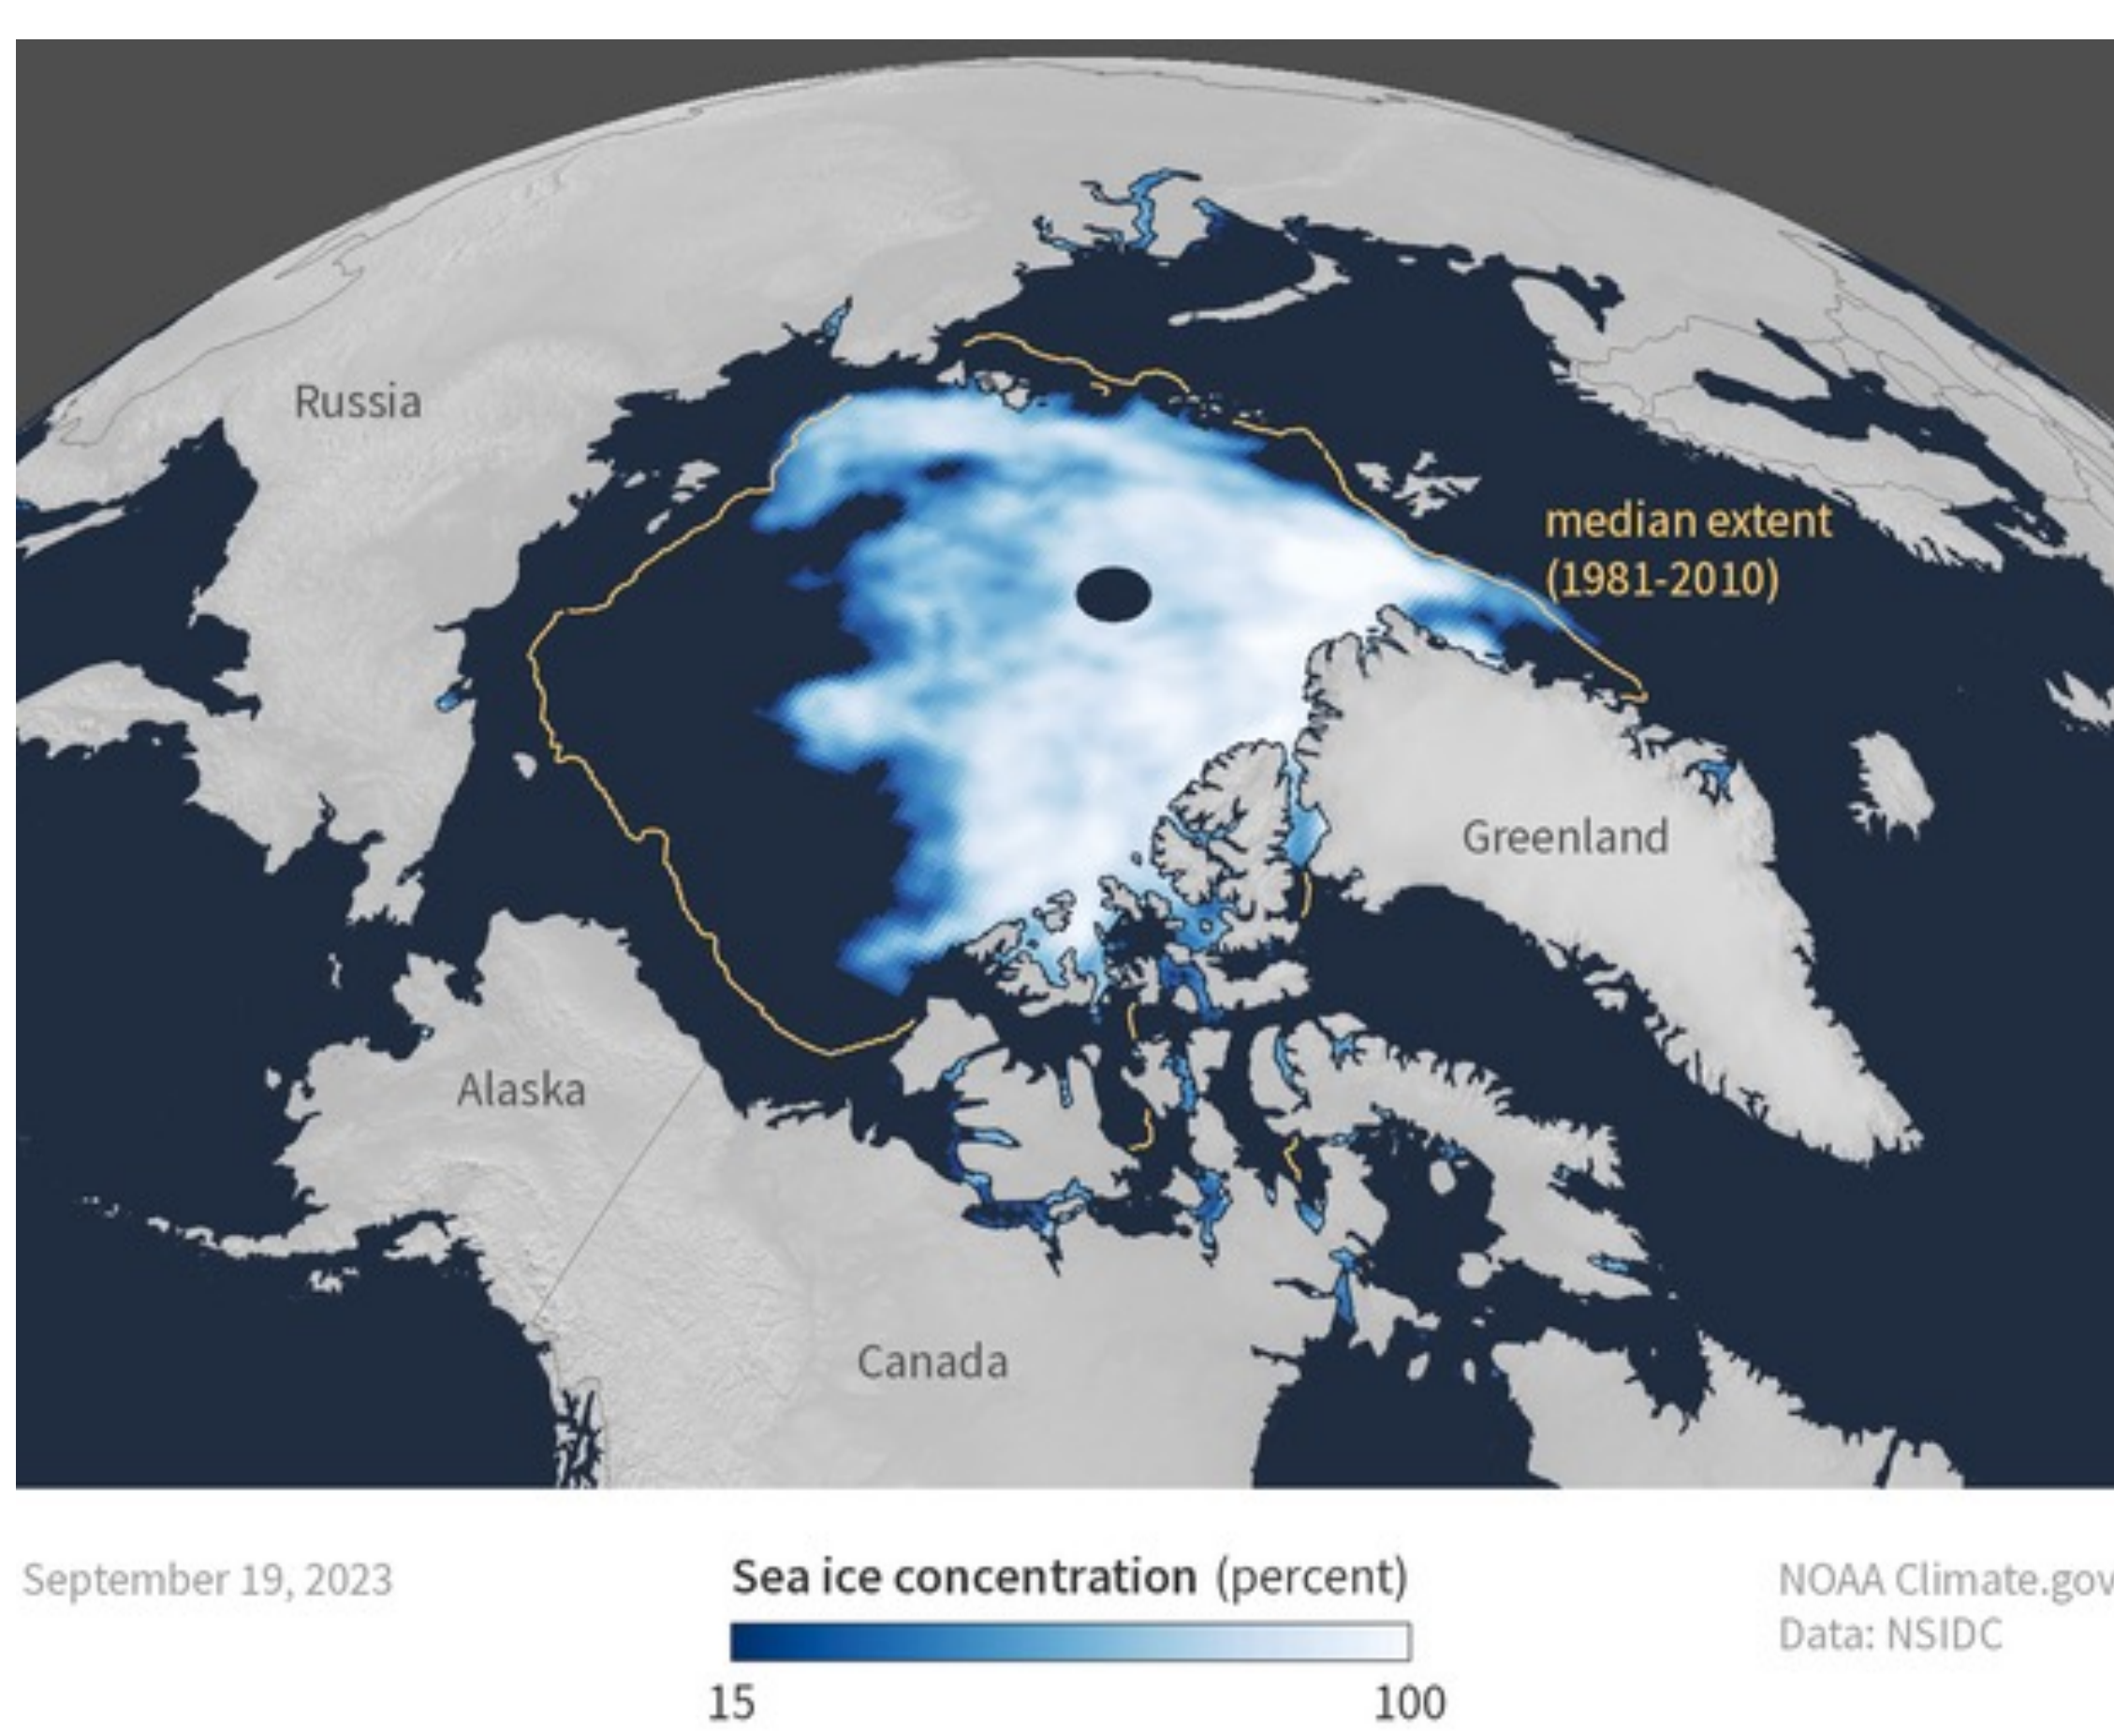 Russia
median extent
(1981-2010)
Greenland
Alaska
Canada
September 19, 2023
Sea ice concentration (percent)
15
100
NOAA Climate.gov
Data: NSIDC